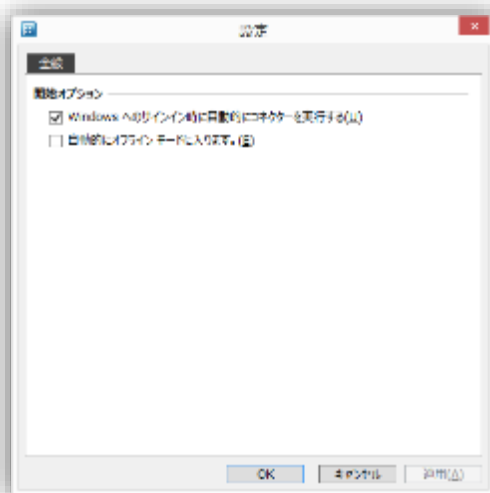 設定
全般
開始オプション
Windows へのサインイン時に自動的にコネクターを実行する(U)
自動的にオフライン モードに入ります。(E)
OK
キャンセル
適用(A)